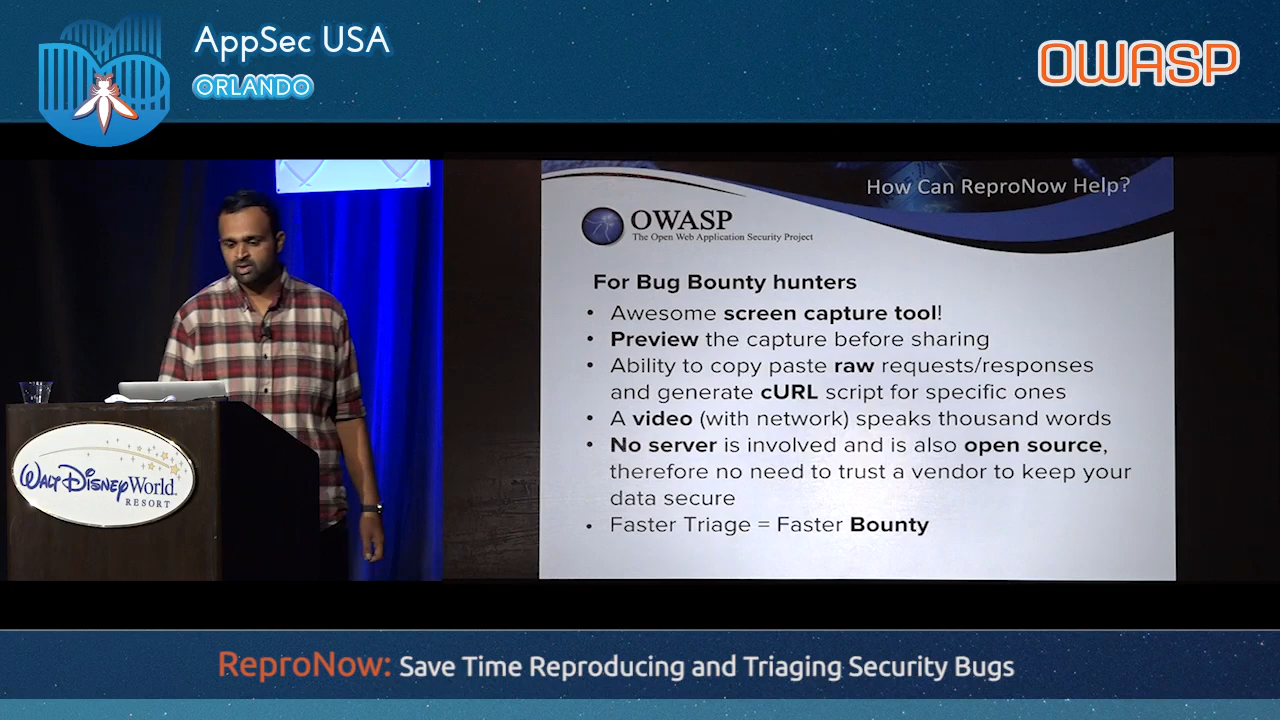 AppSec USA
ORLANDO
OWASP
How Can ReproNow Help?
OWASP
The Open Web Application Security Project
For Bug Bounty hunters
• Awesome screen capture tool!
• Preview the capture before sharing
• Ability to copy paste raw requests/responses
and generate cURL script for specific ones
• A video (with network) speaks thousand words
• No server is involved and is also open source,
therefore no need to trust a vendor to keep your
data secure
• Faster Triage = Faster Bounty
WALT DISNEY World
RESORT
ReproNow: Save Time Reproducing and Triaging Security Bugs